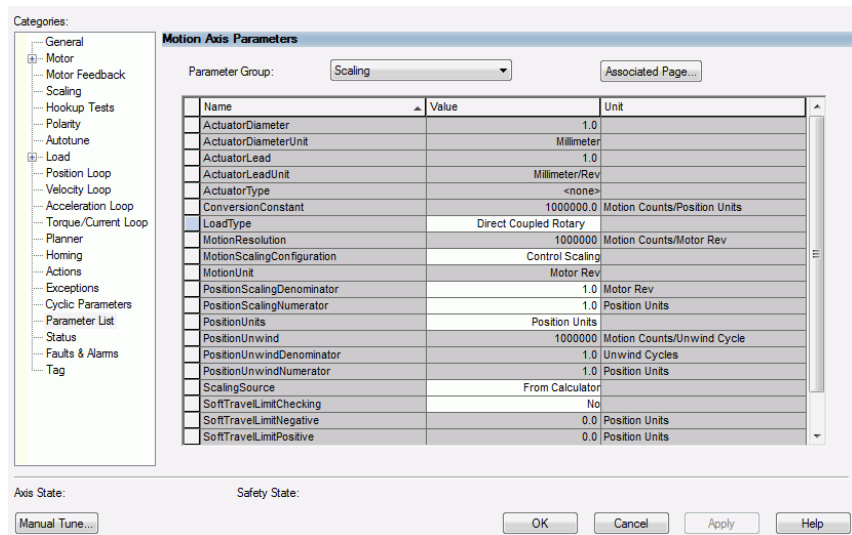 Categories:
General
Motor
Motor Feedback
Scaling
Hookup Tests
Polarity
Autotune
Load
Position Loop
Velocity Loop
Acceleration Loop
Torque/Current Loop
Planner
Homing
Actions
Exceptions
Cyclic Parameters
Parameter List
Status
Faults & Alarms
Tag
Motion Axis Parameters
Parameter Group: Scaling Associated Page...
Name Value Unit
ActuatorDiameter 1.0
ActuatorDiameterUnit Millimeter
ActuatorLead 1.0
ActuatorLeadUnit Millimeter/Rev
ActuatorType <none>
ConversionConstant 1000000.0 Motion Counts/Position Units
LoadType Direct Coupled Rotary
MotionResolution 1000000 Motion Counts/Motor Rev
MotionScalingConfiguration Control Scaling
MotionUnit Motor Rev
PositionScalingDenominator 1.0 Motor Rev
PositionScalingNumerator 1.0 Position Units
PositionUnits Position Units
PositionUnwind 1000000 Motion Counts/Unwind Cycle
PositionUnwindDenominator 1.0 Unwind Cycles
PositionUnwindNumerator 1.0 Position Units
ScalingSource From Calculator
SoftTravelLimitChecking No
SoftTravelLimitNegative 0.0 Position Units
SoftTravelLimitPositive 0.0 Position Units
Axis State: Safety State:
Manual Tune... OK Cancel Apply Help